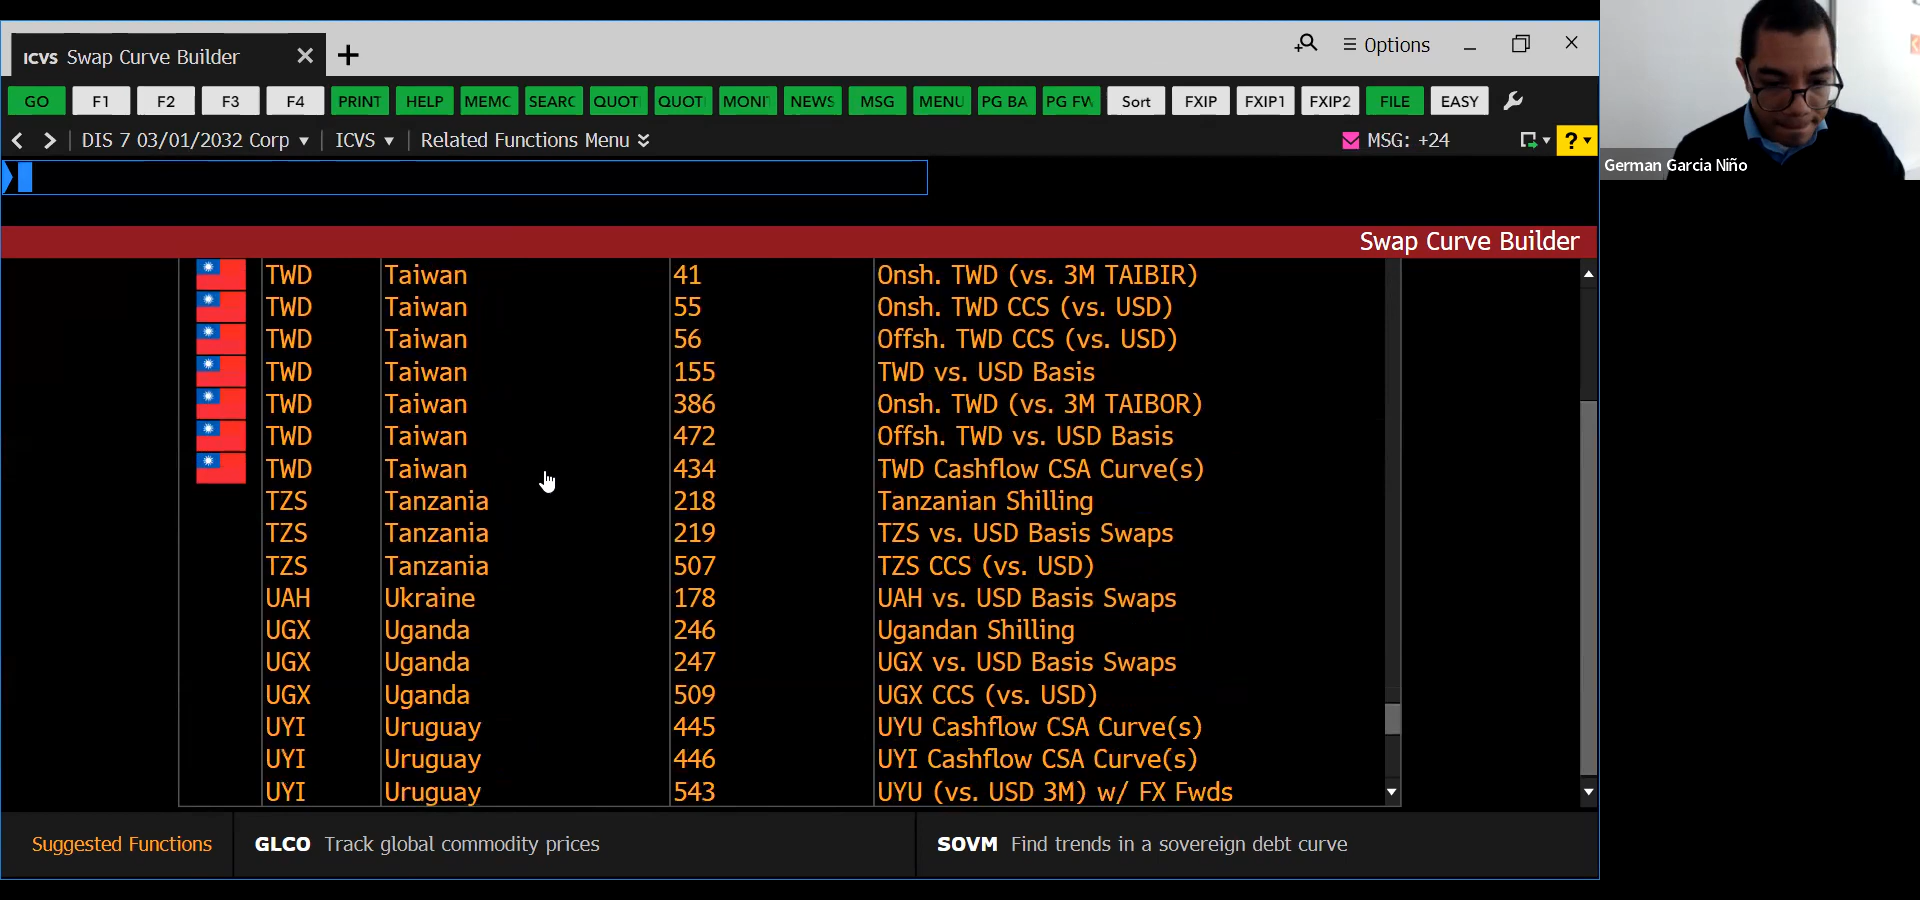 ICVS Swap Curve Builder
Options
GO F1 F2 F3 F4 PRINT HELP MEMC SEARC QUOT QUOT MONI NEWS MSG MENU PG BA PG FW Sort FXIP FXIP1 FXIP2 FILE EASY
DIS 7 03/01/2032 Corp ICVS Related Functions Menu MSG: +24 ?
German Garcia Niño
Swap Curve Builder
TWD Taiwan 41 Onsh. TWD (vs. 3M TAIBIR)
TWD Taiwan 55 Onsh. TWD CCS (vs. USD)
TWD Taiwan 56 Offsh. TWD CCS (vs. USD)
TWD Taiwan 155 TWD vs. USD Basis
TWD Taiwan 386 Onsh. TWD (vs. 3M TAIBOR)
TWD Taiwan 472 Offsh. TWD vs. USD Basis
TWD Taiwan 434 TWD Cashflow CSA Curve(s)
TZS Tanzania 218 Tanzanian Shilling
TZS Tanzania 219 TZS vs. USD Basis Swaps
TZS Tanzania 507 TZS CCS (vs. USD)
UAH Ukraine 178 UAH vs. USD Basis Swaps
UGX Uganda 246 Ugandan Shilling
UGX Uganda 247 UGX vs. USD Basis Swaps
UGX Uganda 509 UGX CCS (vs. USD)
UYI Uruguay 445 UYU Cashflow CSA Curve(s)
UYI Uruguay 446 UYI Cashflow CSA Curve(s)
UYI Uruguay 543 UYU (vs. USD 3M) w/ FX Fwds
Suggested Functions GLCO Track global commodity prices SOVM Find trends in a sovereign debt curve